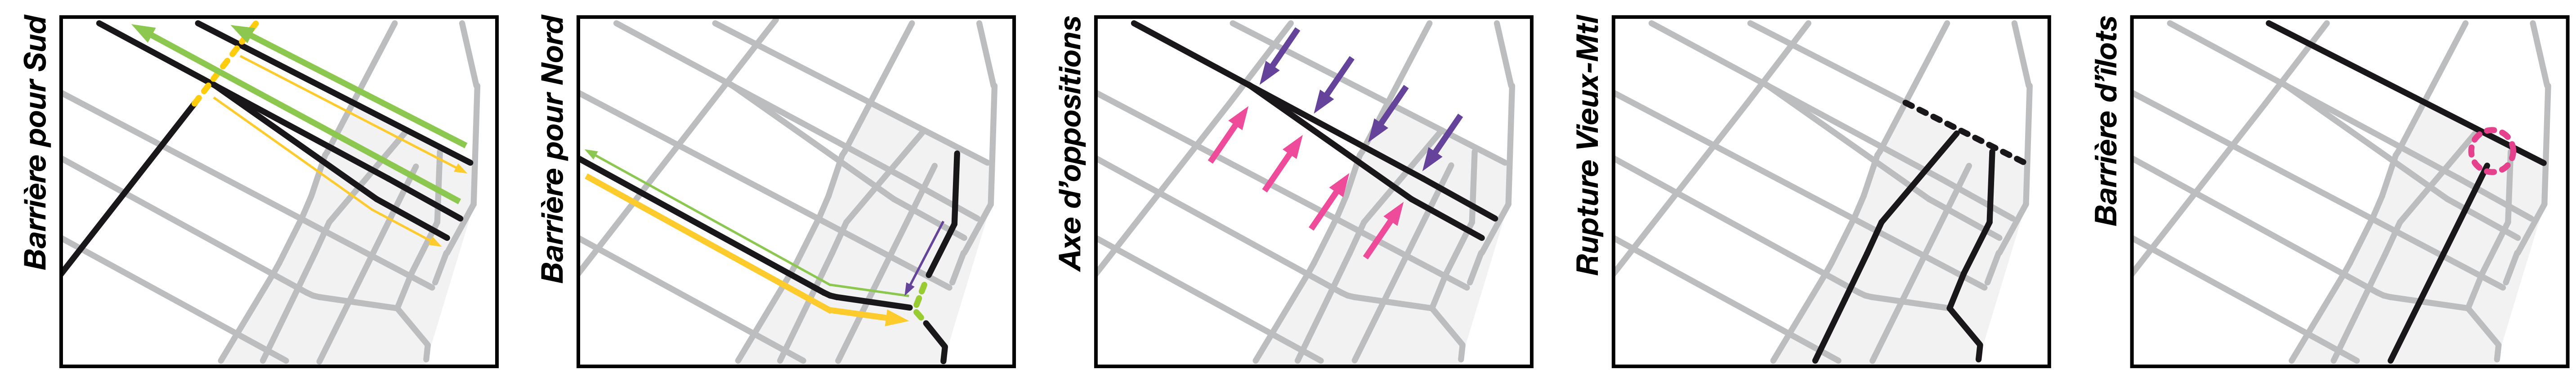 Barrière pour Sud
Barrière pour Nord
Axe d'oppositions
Rupture Vieux-Mtl
Barrière d'îlots